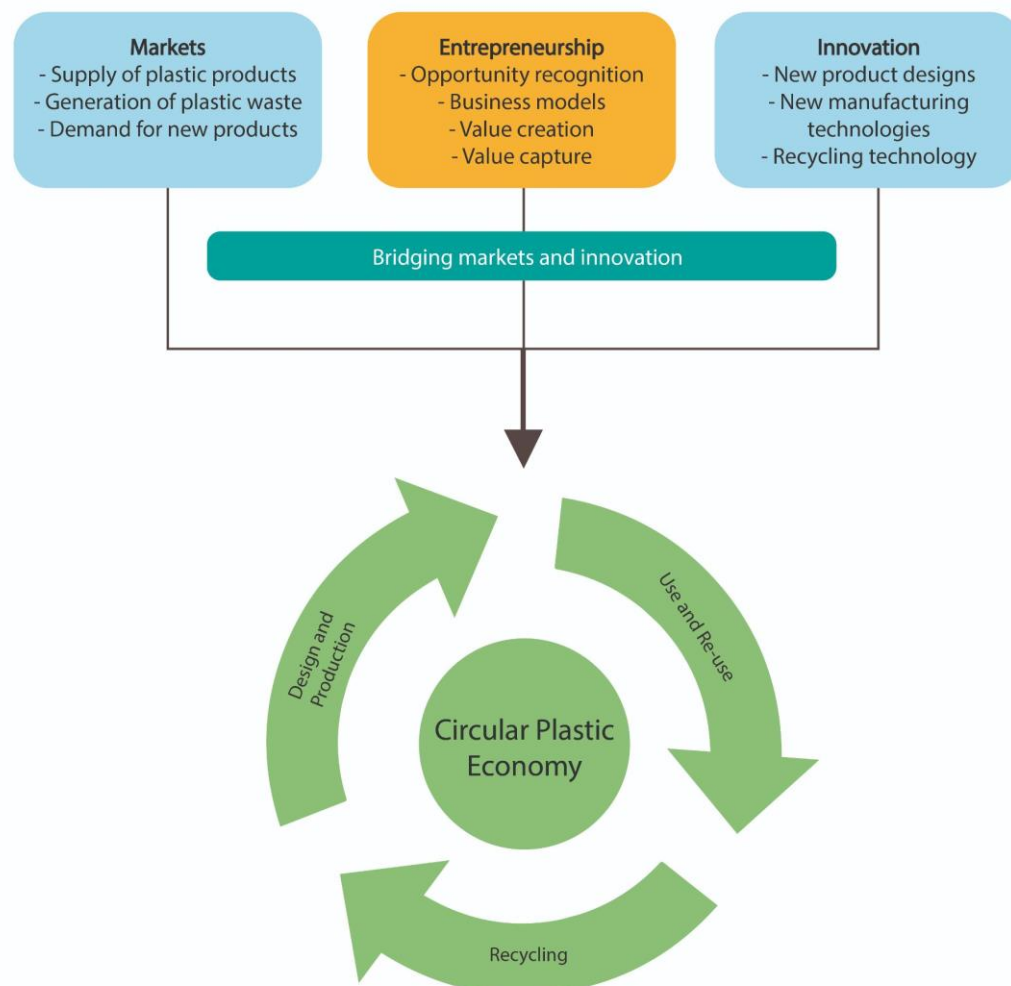 Markets
- Supply of plastic products
- Generation of plastic waste
- Demand for new products
Entrepreneurship
- Opportunity recognition
- Business models
- Value creation
- Value capture
Innovation
- New product designs
- New manufacturing
technologies
- Recycling technology
Bridging markets and innovation
Design and
Production
Use and Re-use
Circular Plastic
Economy
Recycling